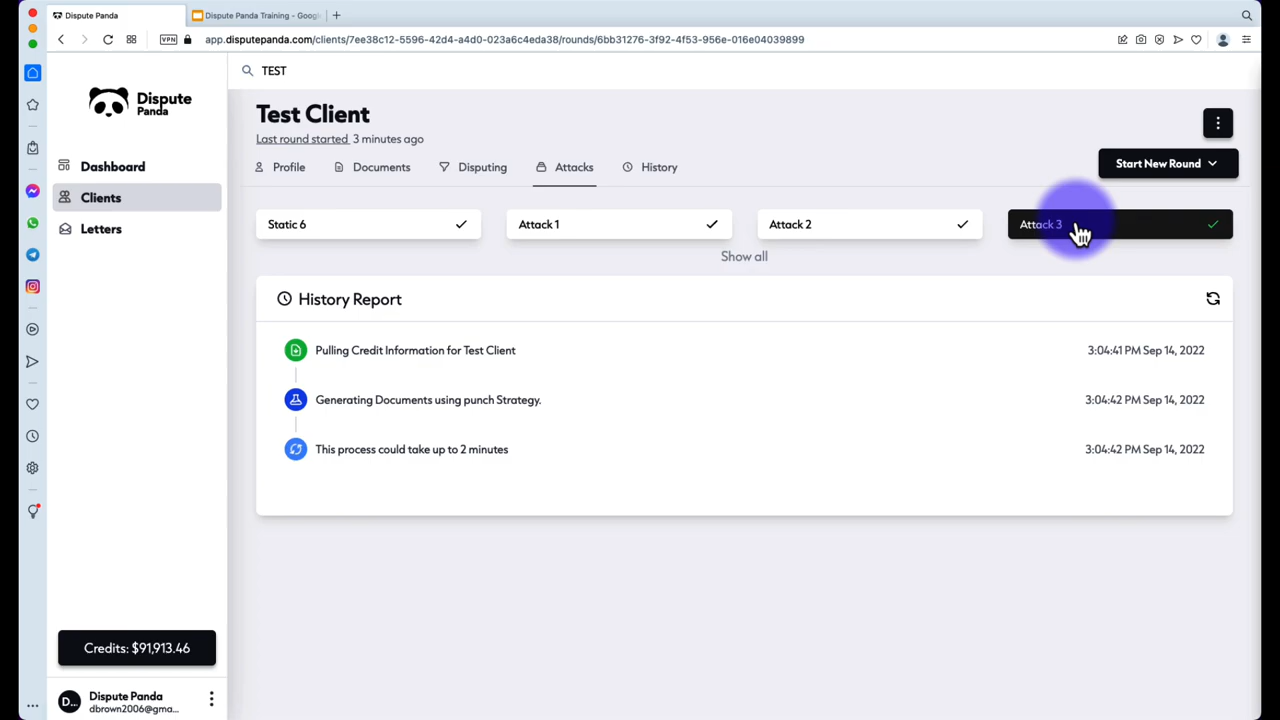 Dispute Panda
Dispute Panda Training - Googl
VPN
app.disputepanda.com/clients/7ee38c12-5596-42d4-a4d0-023a6c4eda38/rounds/6bb31276-3f92-4f53-956e-016e04039899
Dispute
Panda
Dashboard
Clients
Letters
TEST
Test Client
Last round started 3 minutes ago
Profile
Documents
Disputing
Attacks
History
Start New Round
Static 6
Attack 1
Attack 2
Attack 3
Show all
History Report
Pulling Credit Information for Test Client
3:04:41 PM Sep 14, 2022
Generating Documents using punch Strategy.
3:04:42 PM Sep 14, 2022
This process could take up to 2 minutes
3:04:42 PM Sep 14, 2022
Credits: $91,913.46
D...
Dispute Panda
dbrown2006@gma...